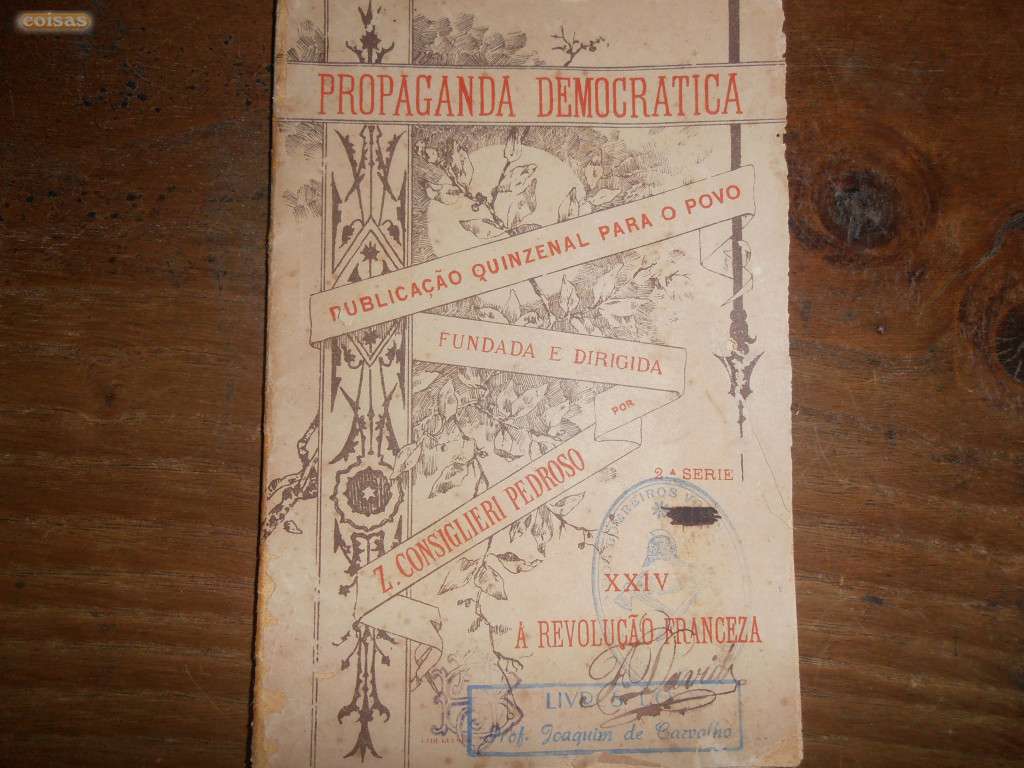 coisas
PROPAGANDA DEMOCRATICA
PUBLICAÇÃO QUINZENAL PARA O POVO
FUNDADA E DIRIGIDA
POR
Z. CONSIGLIERI PEDROSO
2.ª SERIE
XXIV
A REVOLUÇÃO FRANCEZA
David
Prof. Joaquim de Carvalho